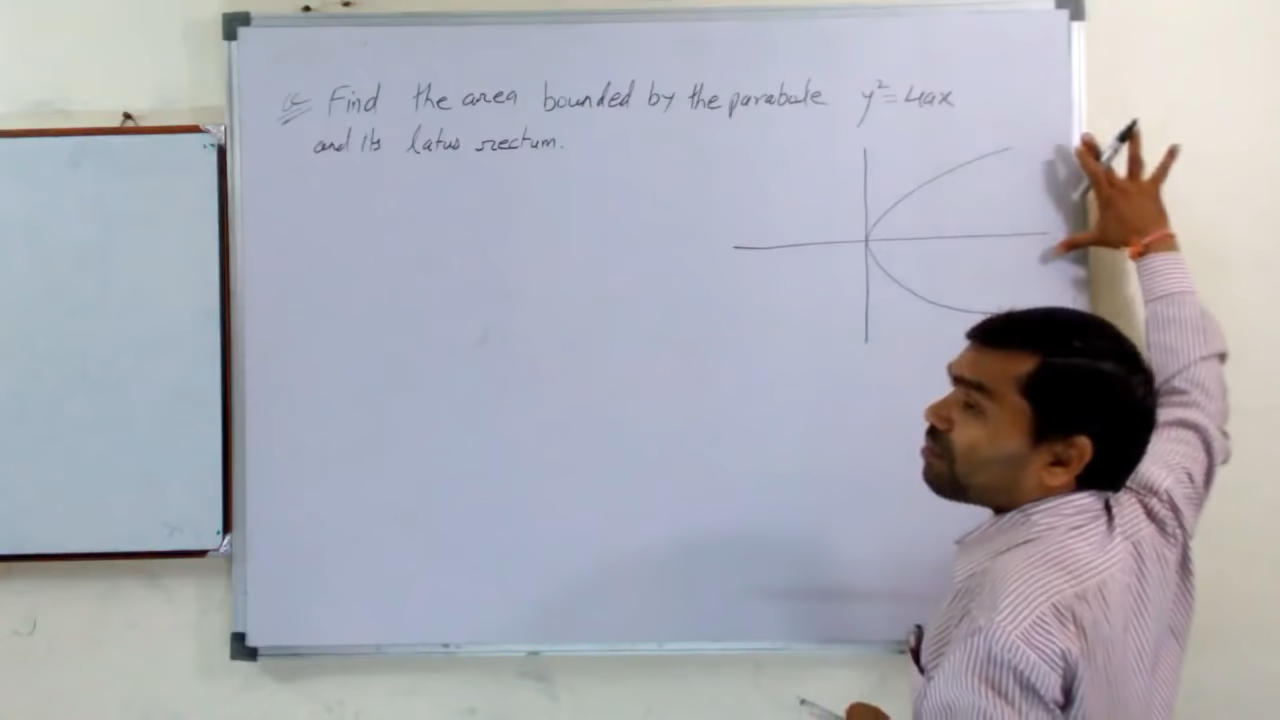 Q Find the area bounded by the parabola y² = 4ax
and its latus rectum.